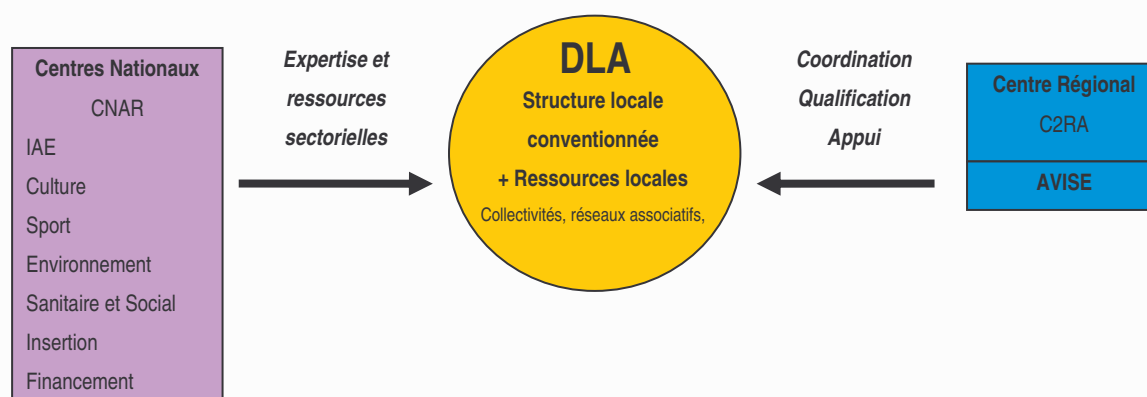 Centres Nationaux
CNAR
IAE
Culture
Sport
Environnement
Sanitaire et Social
Insertion
Financement
Expertise et
ressources
sectorielles
DLA
Structure locale
conventionnée
+ Ressources locales
Collectivités, réseaux associatifs,
Coordination
Qualification
Appui
Centre Régional
C2RA
AVISE